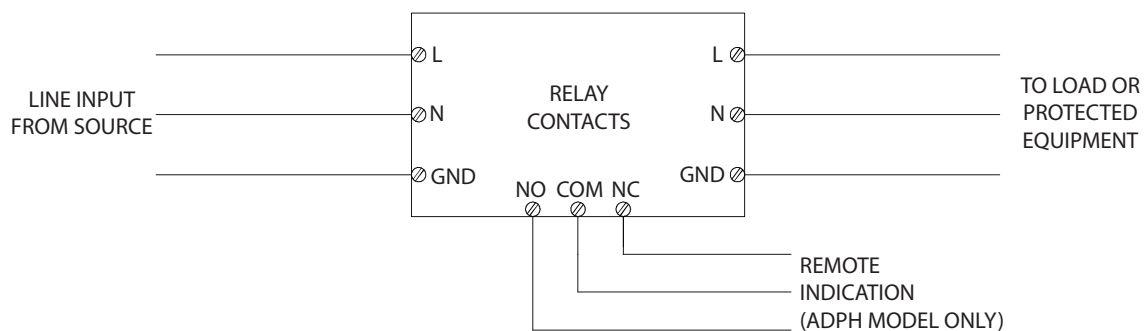 L
N
GND
LINE INPUT
FROM SOURCE
RELAY
CONTACTS
L
N
GND
TO LOAD OR
PROTECTED
EQUIPMENT
NO COM NC
REMOTE
INDICATION
(ADPH MODEL ONLY)